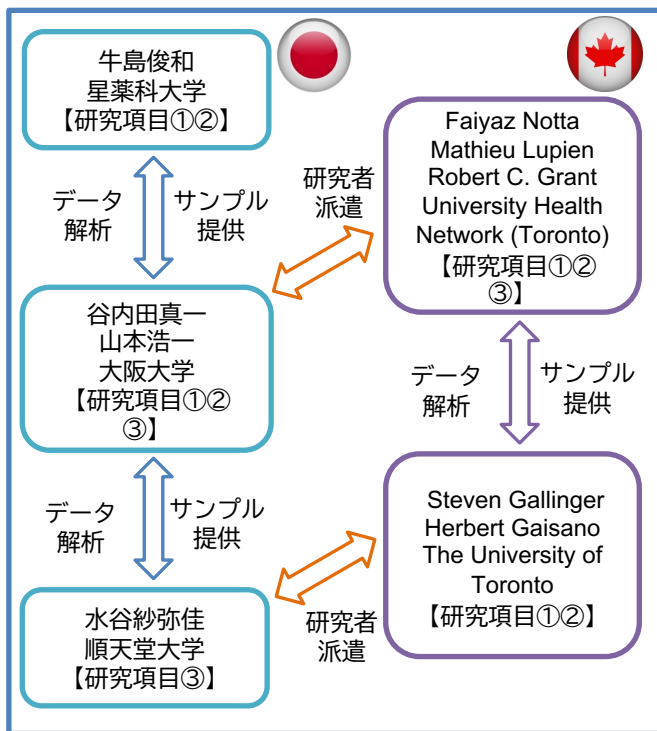 牛島俊和
星薬科大学
【研究項目①②】
データ
解析
サンプル
提供
谷内田真一
山本浩一
大阪大学
【研究項目①②
③】
データ
解析
サンプル
提供
水谷紗弥佳
順天堂大学
【研究項目③】
研究者
派遣
研究者
派遣
Faiyaz Notta
Mathieu Lupien
Robert C. Grant
University Health
Network (Toronto)
【研究項目①②
③】
データ
解析
サンプル
提供
Steven Gallinger
Herbert Gaisano
The University of
Toronto
【研究項目①②】